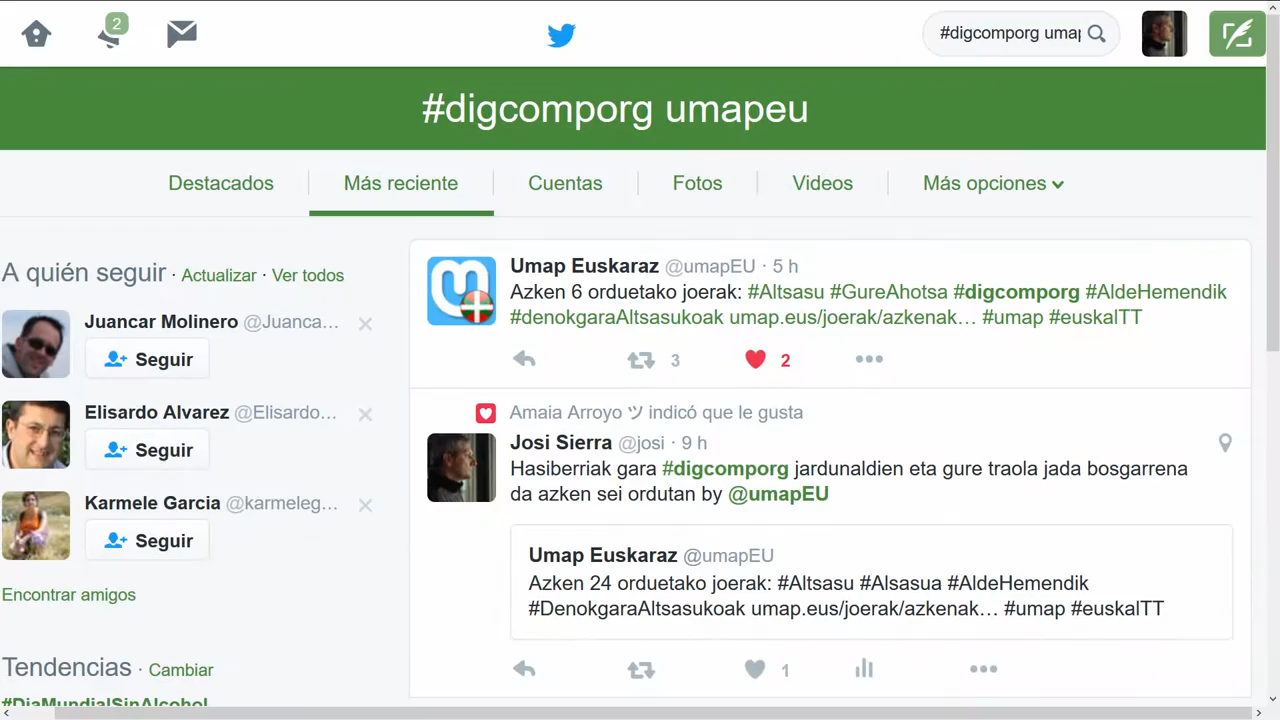 2
#digcomporg umap
#digcomporg umapeu
Destacados
Más reciente
Cuentas
Fotos
Videos
Más opciones
A quién seguir · Actualizar · Ver todos
Juancar Molinero @Juanca...
Seguir
Elisardo Alvarez @Elisardo...
Seguir
Karmele Garcia @karmeleg...
Seguir
Encontrar amigos
Tendencias · Cambiar
#DiaMundialSinAlcohol
Umap Euskaraz @umapEU · 5 h
Azken 6 orduetako joerak: #Altsasu #GureAhotsa #digcomporg #AldeHemendik
#denokgaraAltsasukoak umap.eus/joerak/azkenak… #umap #euskalTT
3
2
Amaia Arroyo ツ indicó que le gusta
Josi Sierra @josi · 9 h
Hasiberriak gara #digcomporg jardunaldien eta gure traola jada bosgarrena
da azken sei ordutan by @umapEU
Umap Euskaraz @umapEU
Azken 24 orduetako joerak: #Altsasu #Alsasua #AldeHemendik
#DenokgaraAltsasukoak umap.eus/joerak/azkenak… #umap #euskalTT
1